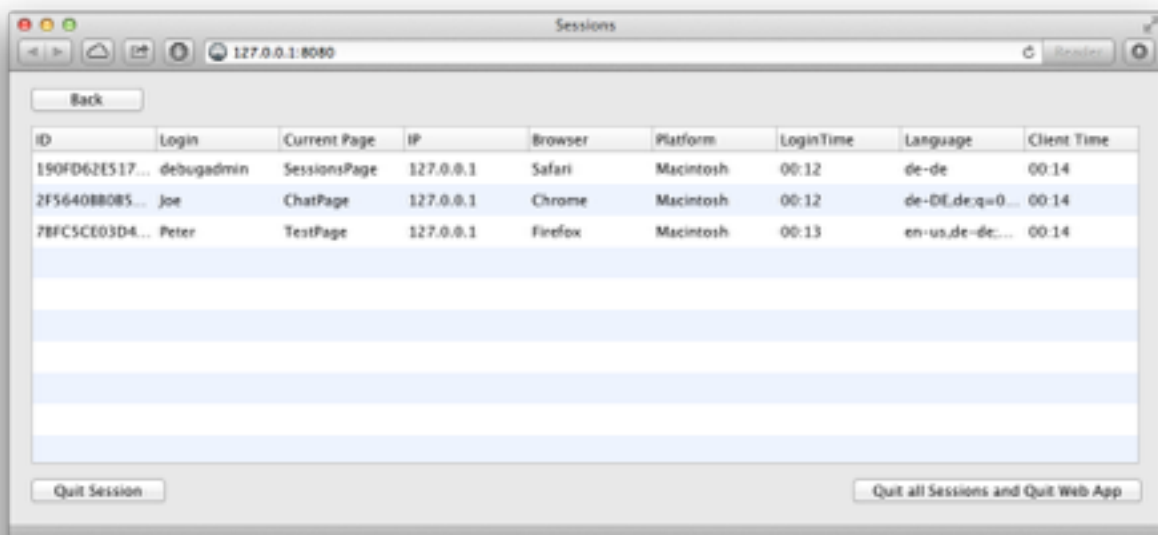 Sessions
127.0.0.1:8080 Reader
Back
ID Login Current Page IP Browser Platform LoginTime Language Client Time
190FD62E517... debugadmin SessionsPage 127.0.0.1 Safari Macintosh 00:12 de-de 00:14
2F5640BB0B5... Joe ChatPage 127.0.0.1 Chrome Macintosh 00:12 de-DE,de;q=0... 00:14
7BFC5CE03D4... Peter TestPage 127.0.0.1 Firefox Macintosh 00:13 en-us,de-de;... 00:14
Quit Session Quit all Sessions and Quit Web App